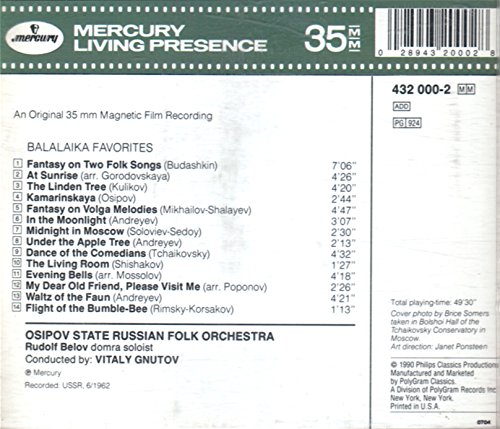 mercury
MERCURY
LIVING PRESENCE
35 MM
0 28943 20002 8
432 000-2 MM
ADD
PG 924
An Original 35 mm Magnetic Film Recording
BALALAIKA FAVORITES
1 Fantasy on Two Folk Songs (Budashkin) 7'06"
2 At Sunrise (arr. Gorodovskaya) 4'26"
3 The Linden Tree (Kulikov) 4'20"
4 Kamarinskaya (Osipov) 2'44"
5 Fantasy on Volga Melodies (Mikhailov-Shalayev) 4'47"
6 In the Moonlight (Andreyev) 3'07"
7 Midnight in Moscow (Soloviev-Sedoy) 2'30"
8 Under the Apple Tree (Andreyev) 2'13"
9 Dance of the Comedians (Tchaikovsky) 4'32"
10 The Living Room (Shishakov) 1'27"
11 Evening Bells (arr. Mossolov) 4'18"
12 My Dear Old Friend, Please Visit Me (arr. Poponov) 2'26"
13 Waltz of the Faun (Andreyev) 4'21"
14 Flight of the Bumble-Bee (Rimsky-Korsakov) 1'13"
OSIPOV STATE RUSSIAN FOLK ORCHESTRA
Rudolf Belov domra soloist
Conducted by: VITALY GNUTOV
℗ Mercury
Recorded: USSR, 6/1962
Total playing-time: 49'30"
Cover photo by Brice Somers
taken in Bolshoi Hall of the
Tchaikovsky Conservatory in
Moscow.
Art direction: Janet Ponsteen
© 1990 Philips Classics Productions
Manufactured and Marketed
by PolyGram Classics.
A Division of PolyGram Records Inc
New York, New York.
Printed in U.S.A.
0704